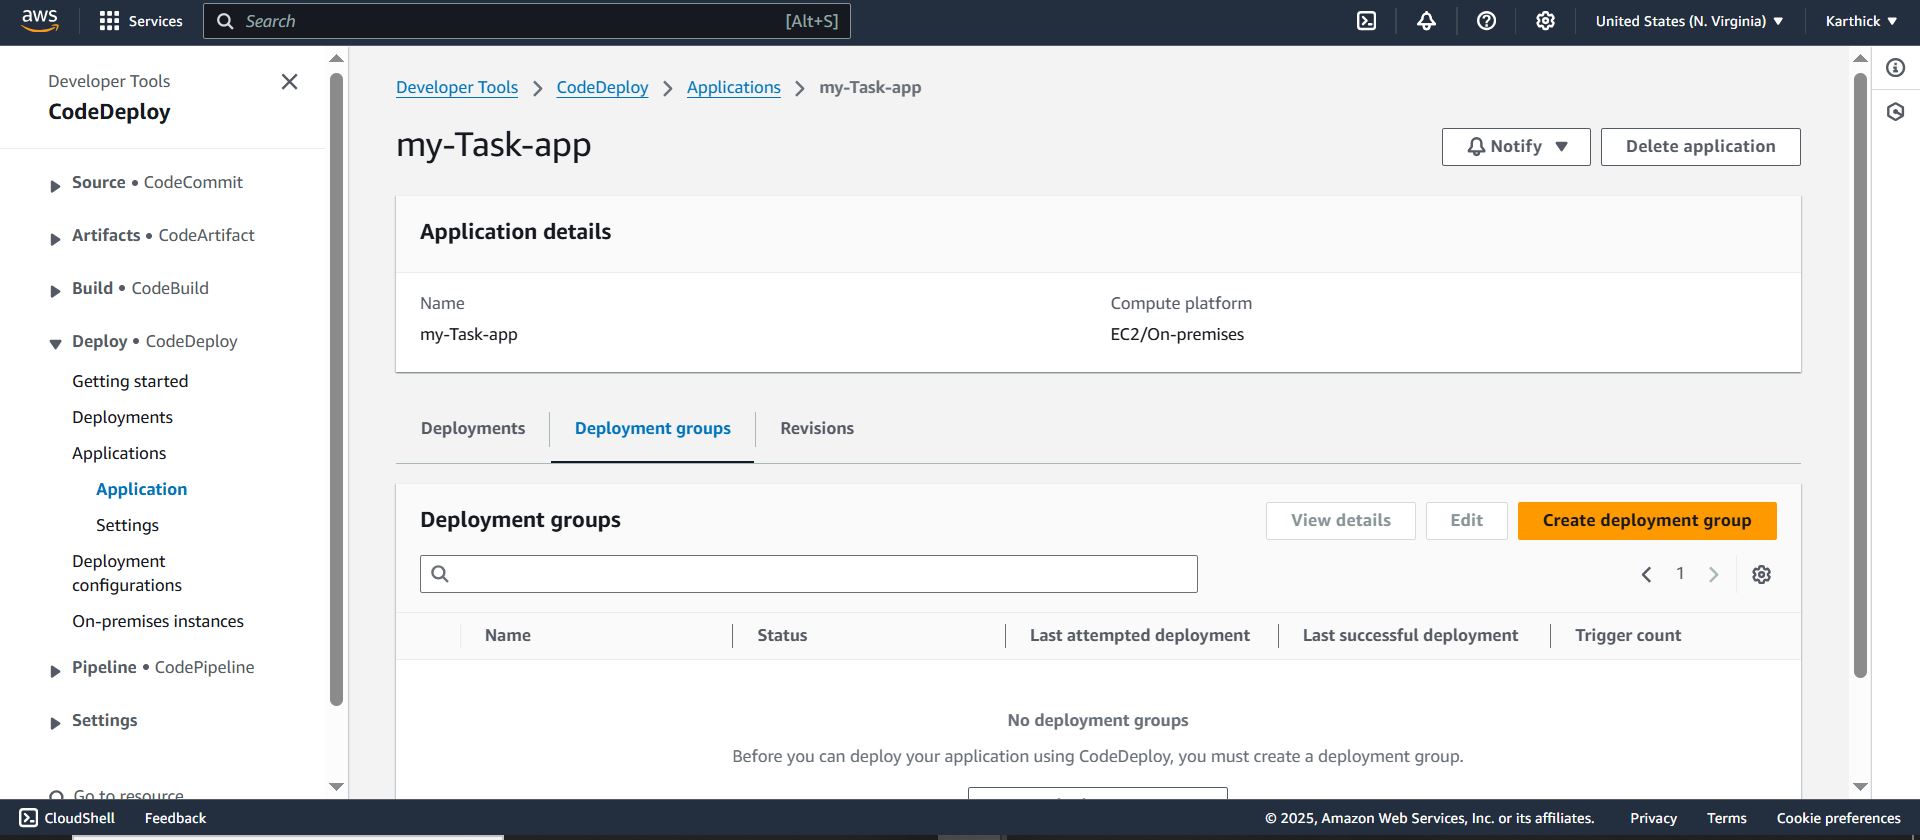 aws
Services
Search [Alt+S]
United States (N. Virginia)
Karthick
Developer Tools
CodeDeploy
Source • CodeCommit
Artifacts • CodeArtifact
Build • CodeBuild
Deploy • CodeDeploy
Getting started
Deployments
Applications
Application
Settings
Deployment
configurations
On-premises instances
Pipeline • CodePipeline
Settings
Go to resource
Developer Tools > CodeDeploy > Applications > my-Task-app
my-Task-app
Notify
Delete application
Application details
Name
my-Task-app
Compute platform
EC2/On-premises
Deployments
Deployment groups
Revisions
Deployment groups
View details
Edit
Create deployment group
1
Name
Status
Last attempted deployment
Last successful deployment
Trigger count
No deployment groups
Before you can deploy your application using CodeDeploy, you must create a deployment group.
CloudShell
Feedback
© 2025, Amazon Web Services, Inc. or its affiliates.
Privacy
Terms
Cookie preferences